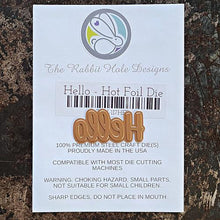 The Rabbit Hole Designs
Hello - Hot Foil Die
Hello
100% PREMIUM STEEL CRAFT DIE(S)
PROUDLY MADE IN THE USA
COMPATIBLE WITH MOST DIE CUTTING
MACHINES
WARNING, CHOKING HAZARD, SMALL PARTS,
NOT SUITABLE FOR SMALL CHILDREN.
SHARP EDGES, DO NOT PLACE IN MOUTH